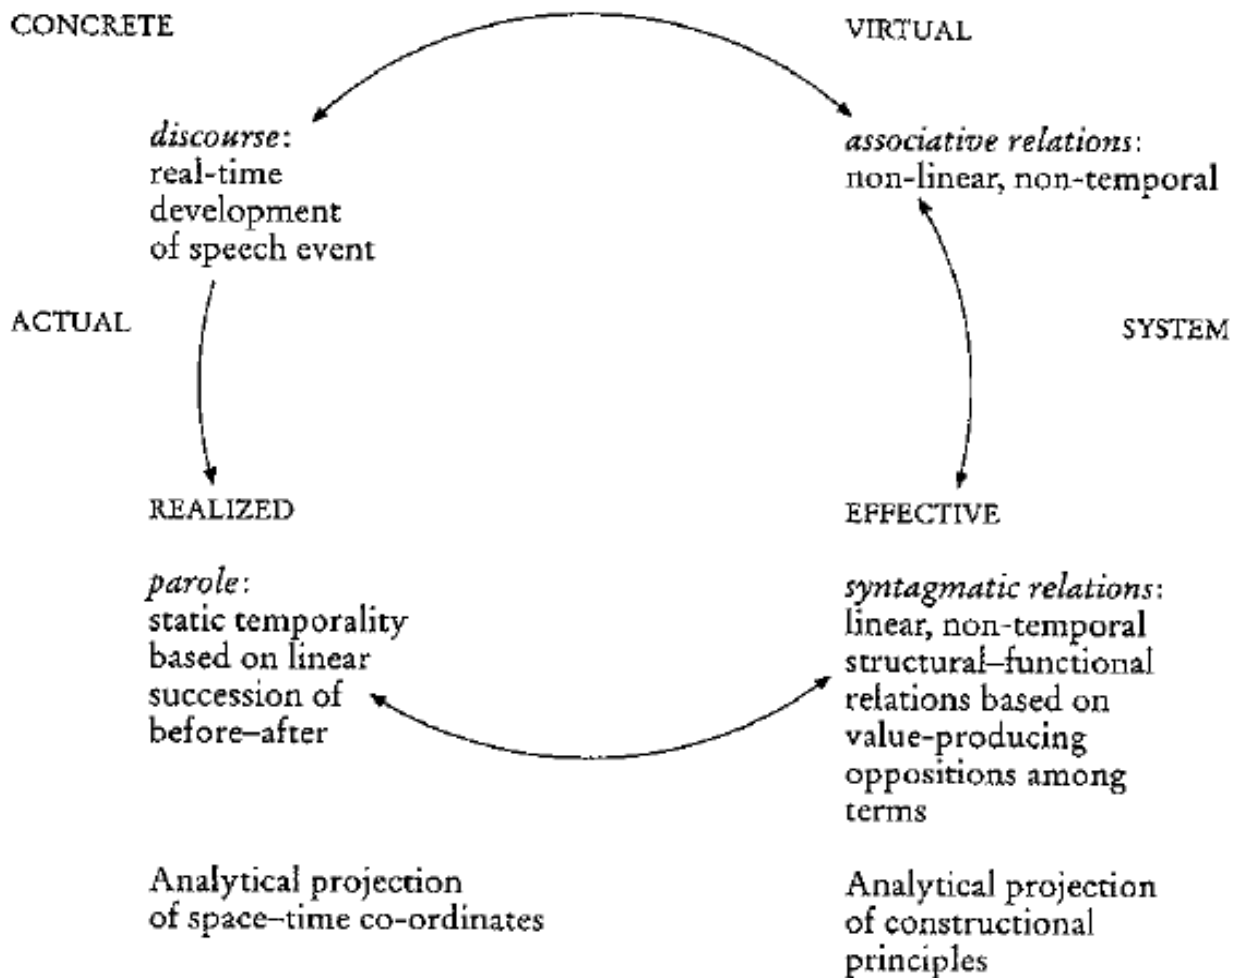 CONCRETE
VIRTUAL
discourse:
real-time
development
of speech event
associative relations:
non-linear, non-temporal
ACTUAL
SYSTEM
REALIZED
EFFECTIVE
parole:
static temporality
based on linear
succession of
before–after
syntagmatic relations:
linear, non-temporal
structural–functional
relations based on
value-producing
oppositions among
terms
Analytical projection
of space–time co-ordinates
Analytical projection
of constructional
principles